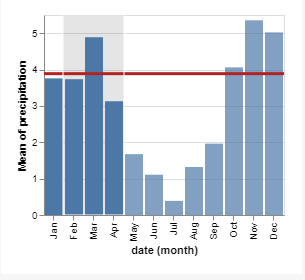 Mean of precipitation
5
4
3
2
1
0
Jan
Feb
Mar
Apr
May
Jun
Jul
Aug
Sep
Oct
Nov
Dec
date (month)